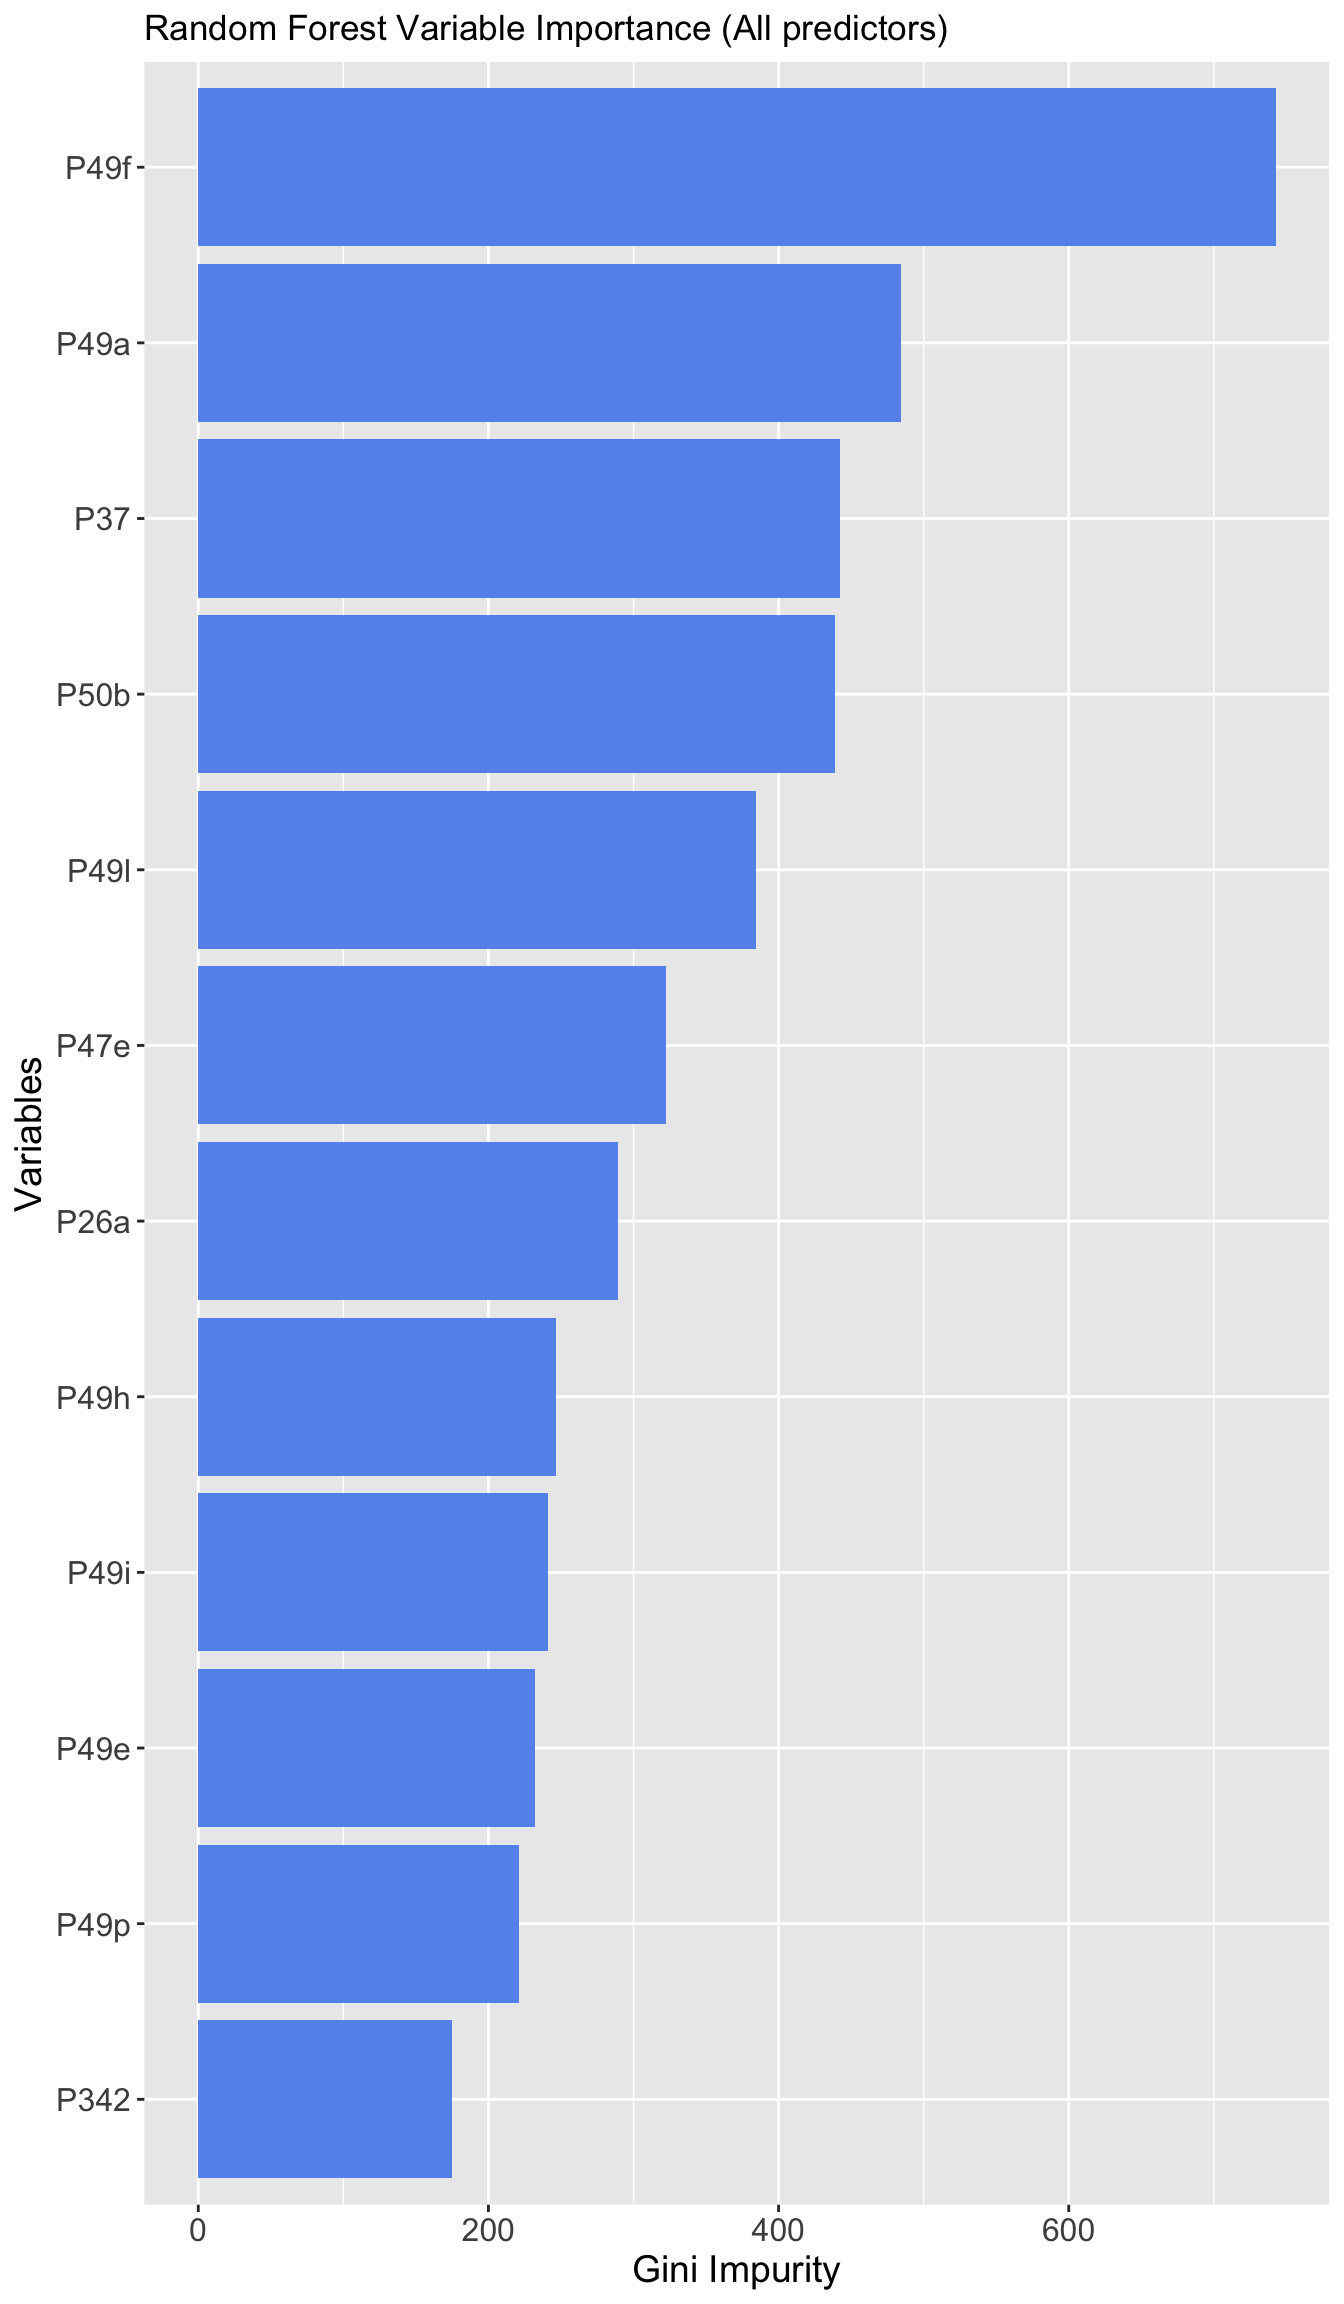 Random Forest Variable Importance (All predictors)
P49f
P49a
P37
P50b
P49l
P47e
P26a
P49h
P49i
P49e
P49p
P342
Variables
0 200 400 600
Gini Impurity